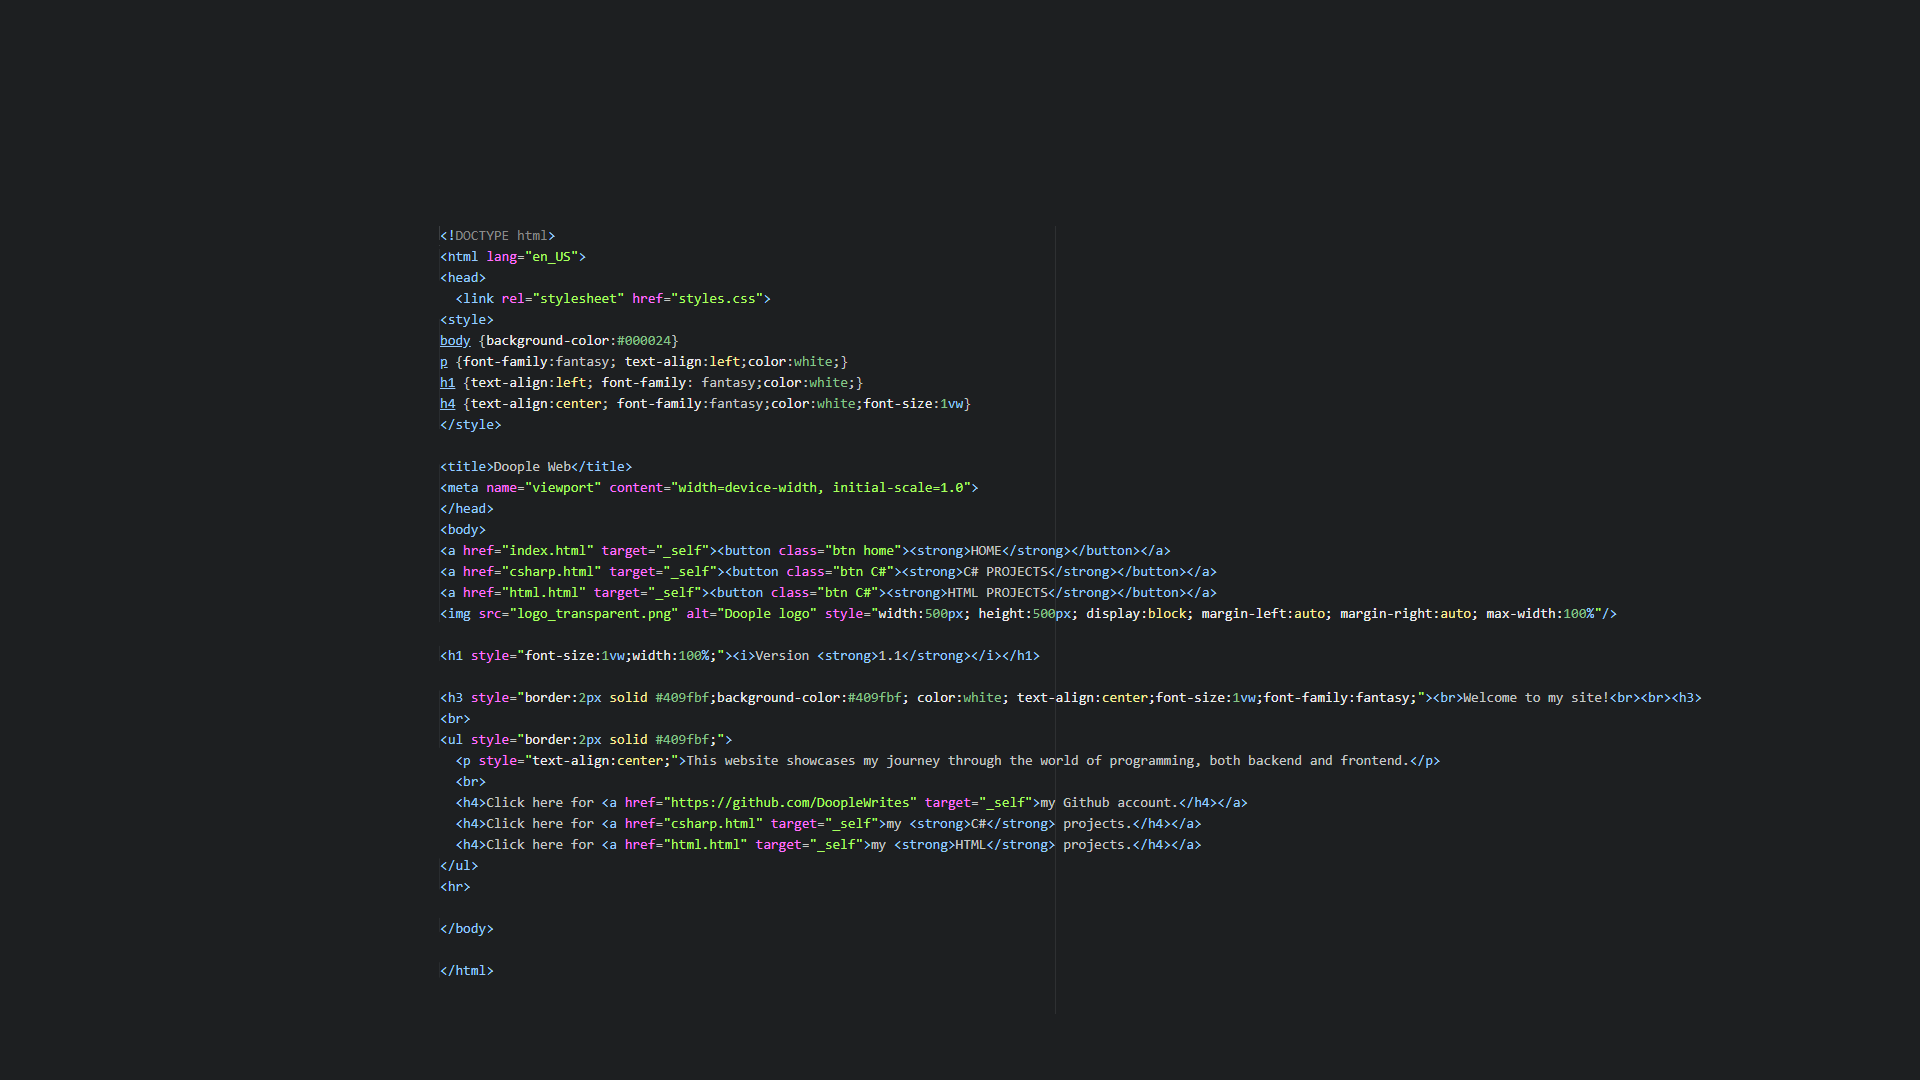 <!DOCTYPE html>
<html lang="en_US">
<head>
  <link rel="stylesheet" href="styles.css">
<style>
body {background-color:#000024}
p {font-family:fantasy; text-align:left;color:white;}
h1 {text-align:left; font-family: fantasy;color:white;}
h4 {text-align:center; font-family:fantasy;color:white;font-size:1vw}
</style>

<title>Doople Web</title>
<meta name="viewport" content="width=device-width, initial-scale=1.0">
</head>
<body>
<a href="index.html" target="_self"><button class="btn home"><strong>HOME</strong></button></a>
<a href="csharp.html" target="_self"><button class="btn C#"><strong>C# PROJECTS</strong></button></a>
<a href="html.html" target="_self"><button class="btn C#"><strong>HTML PROJECTS</strong></button></a>
<img src="logo_transparent.png" alt="Doople logo" style="width:500px; height:500px; display:block; margin-left:auto; margin-right:auto; max-width:100%"/>

<h1 style="font-size:1vw;width:100%;"><i>Version <strong>1.1</strong></i></h1>

<h3 style="border:2px solid #409fbf;background-color:#409fbf; color:white; text-align:center;font-size:1vw;font-family:fantasy;"><br>Welcome to my site!<br><br><h3>
<br>
<ul style="border:2px solid #409fbf;">
  <p style="text-align:center;">This website showcases my journey through the world of programming, both backend and frontend.</p>
  <br>
  <h4>Click here for <a href="https://github.com/DoopleWrites" target="_self">my Github account.</h4></a>
  <h4>Click here for <a href="csharp.html" target="_self">my <strong>C#</strong> projects.</h4></a>
  <h4>Click here for <a href="html.html" target="_self">my <strong>HTML</strong> projects.</h4></a>
</ul>
<hr>

</body>

</html>